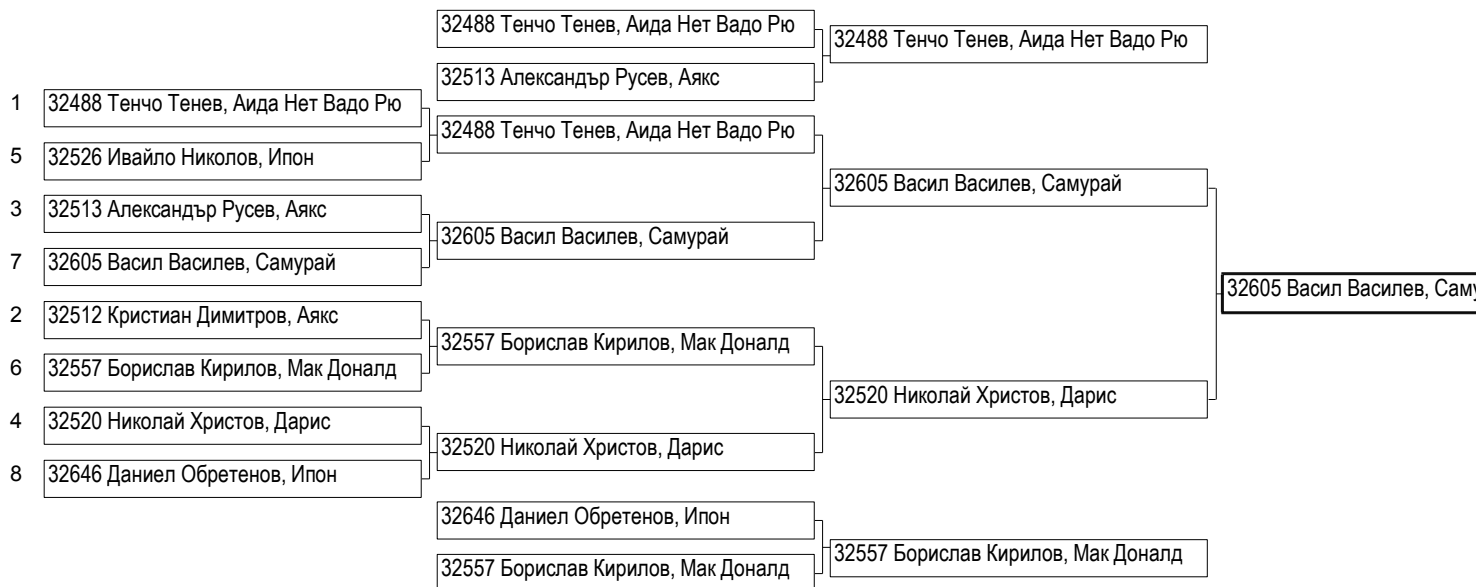 32488 Тенчо Тенев, Аида Нет Вадо Рю
32488 Тенчо Тенев, Аида Нет Вадо Рю
32513 Александър Русев, Аякс
1 32488 Тенчо Тенев, Аида Нет Вадо Рю
32488 Тенчо Тенев, Аида Нет Вадо Рю
5 32526 Ивайло Николов, Ипон
32605 Васил Василев, Самурай
3 32513 Александър Русев, Аякс
32605 Васил Василев, Самурай
7 32605 Васил Василев, Самурай
32605 Васил Василев, Саму
2 32512 Кристиан Димитров, Аякс
32557 Борислав Кирилов, Мак Доналд
6 32557 Борислав Кирилов, Мак Доналд
32520 Николай Христов, Дарис
4 32520 Николай Христов, Дарис
32520 Николай Христов, Дарис
8 32646 Даниел Обретенов, Ипон
32646 Даниел Обретенов, Ипон
32557 Борислав Кирилов, Мак Доналд
32557 Борислав Кирилов, Мак Доналд